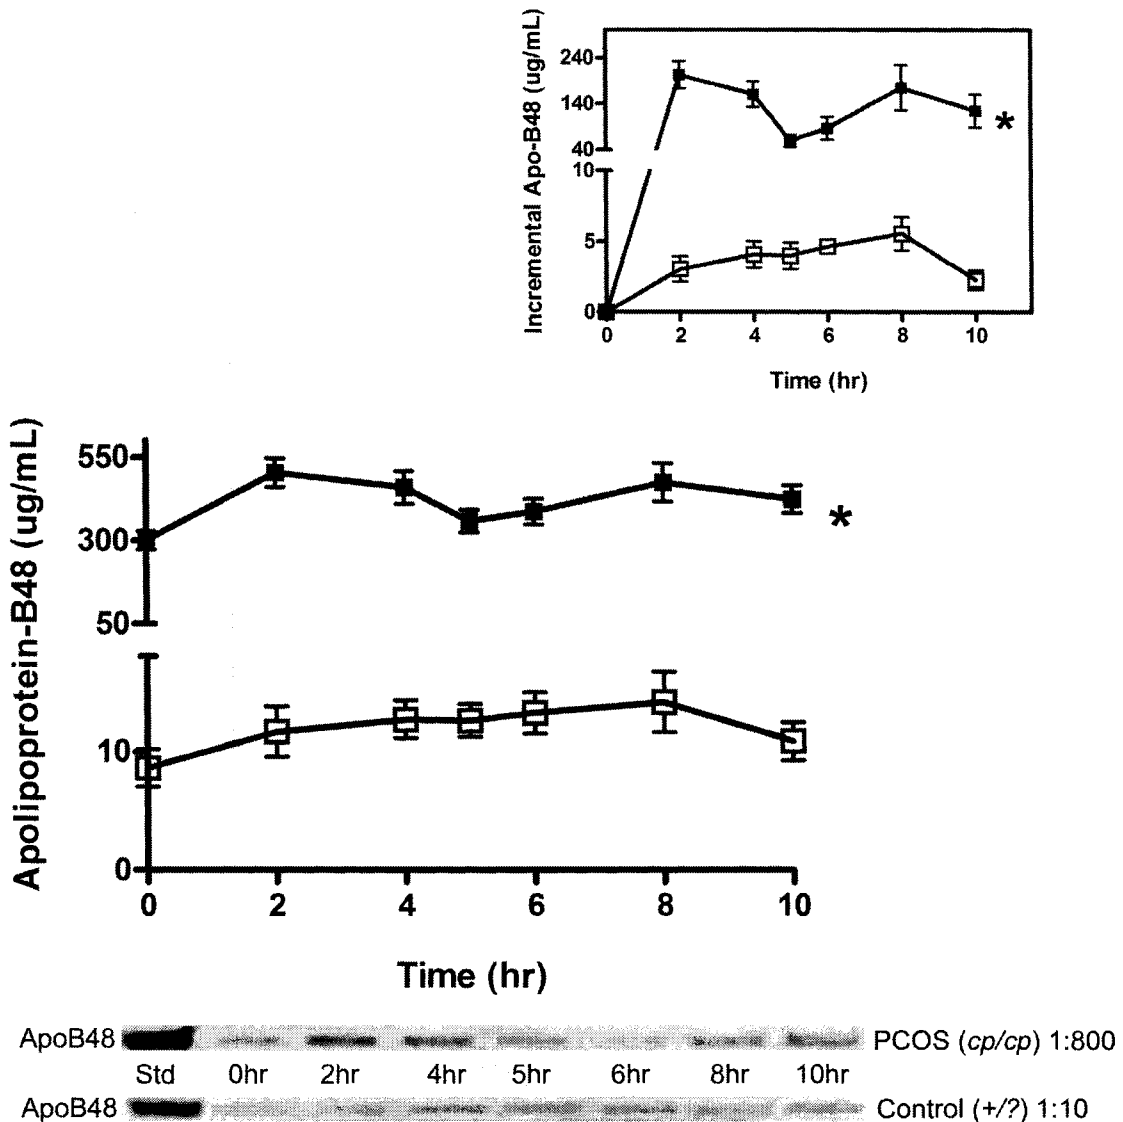 Incremental Apo-B48 (ug/mL)
240
140
40
10
5
0
*
0 2 4 6 8 10
Time (hr)
Apolipoprotein-B48 (ug/mL)
550
300
50
10
0
*
0 2 4 6 8 10
Time (hr)
ApoB48 PCOS (cp/cp) 1:800
Std 0hr 2hr 4hr 5hr 6hr 8hr 10hr
ApoB48 Control (+/?) 1:10